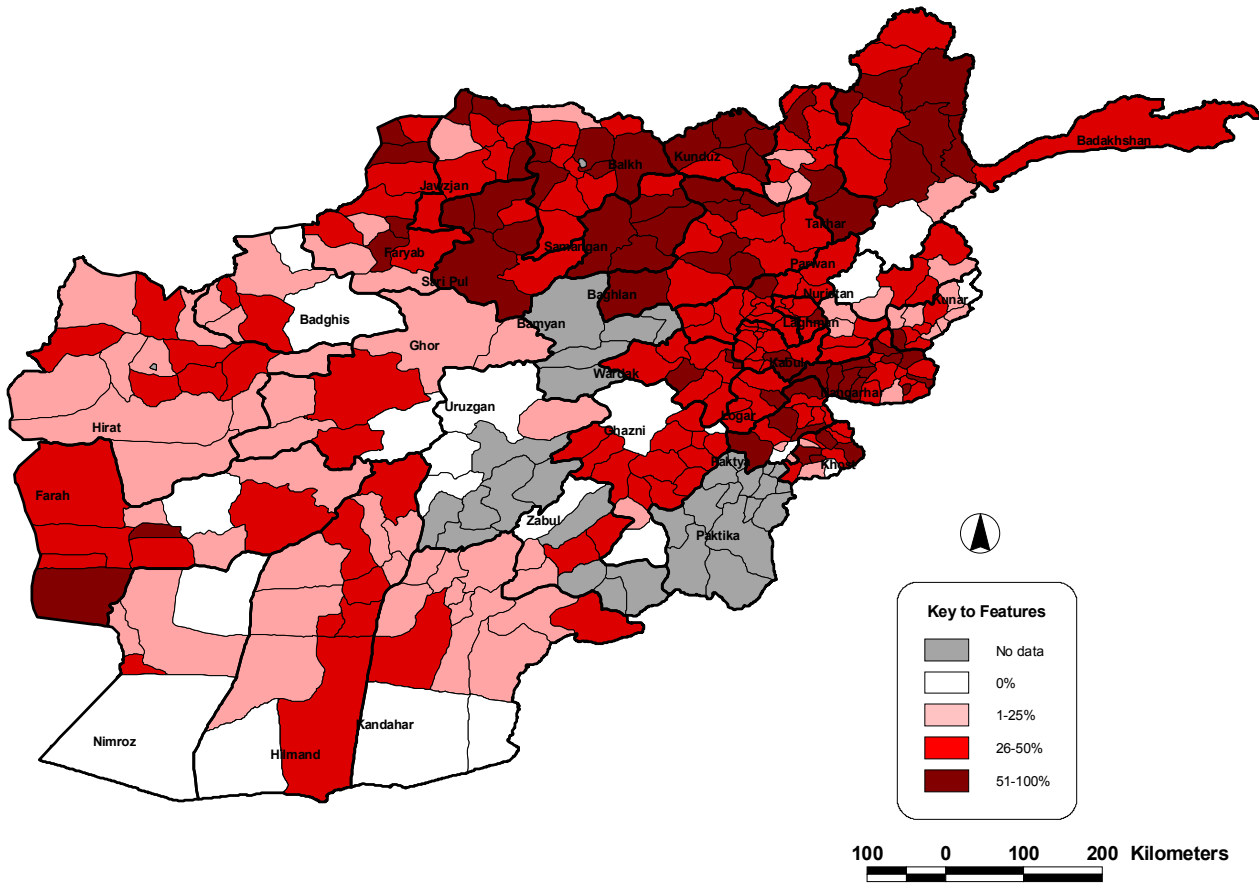 Badakhshan
Balkh
Kunduz
Jawzjan
Takhar
Samangan
Faryab
Parwan
Sari Pul
Baghlan
Nuristan
Kunar
Badghis
Bamyan
Laghman
Ghor
Wardak
Kabul
Nangarhar
Uruzgan
Logar
Hirat
Ghazni
Paktya
Khost
Farah
Zabul
Paktika
Kandahar
Nimroz
Hilmand
Key to Features
No data
0%
1-25%
26-50%
51-100%
100 0 100 200 Kilometers